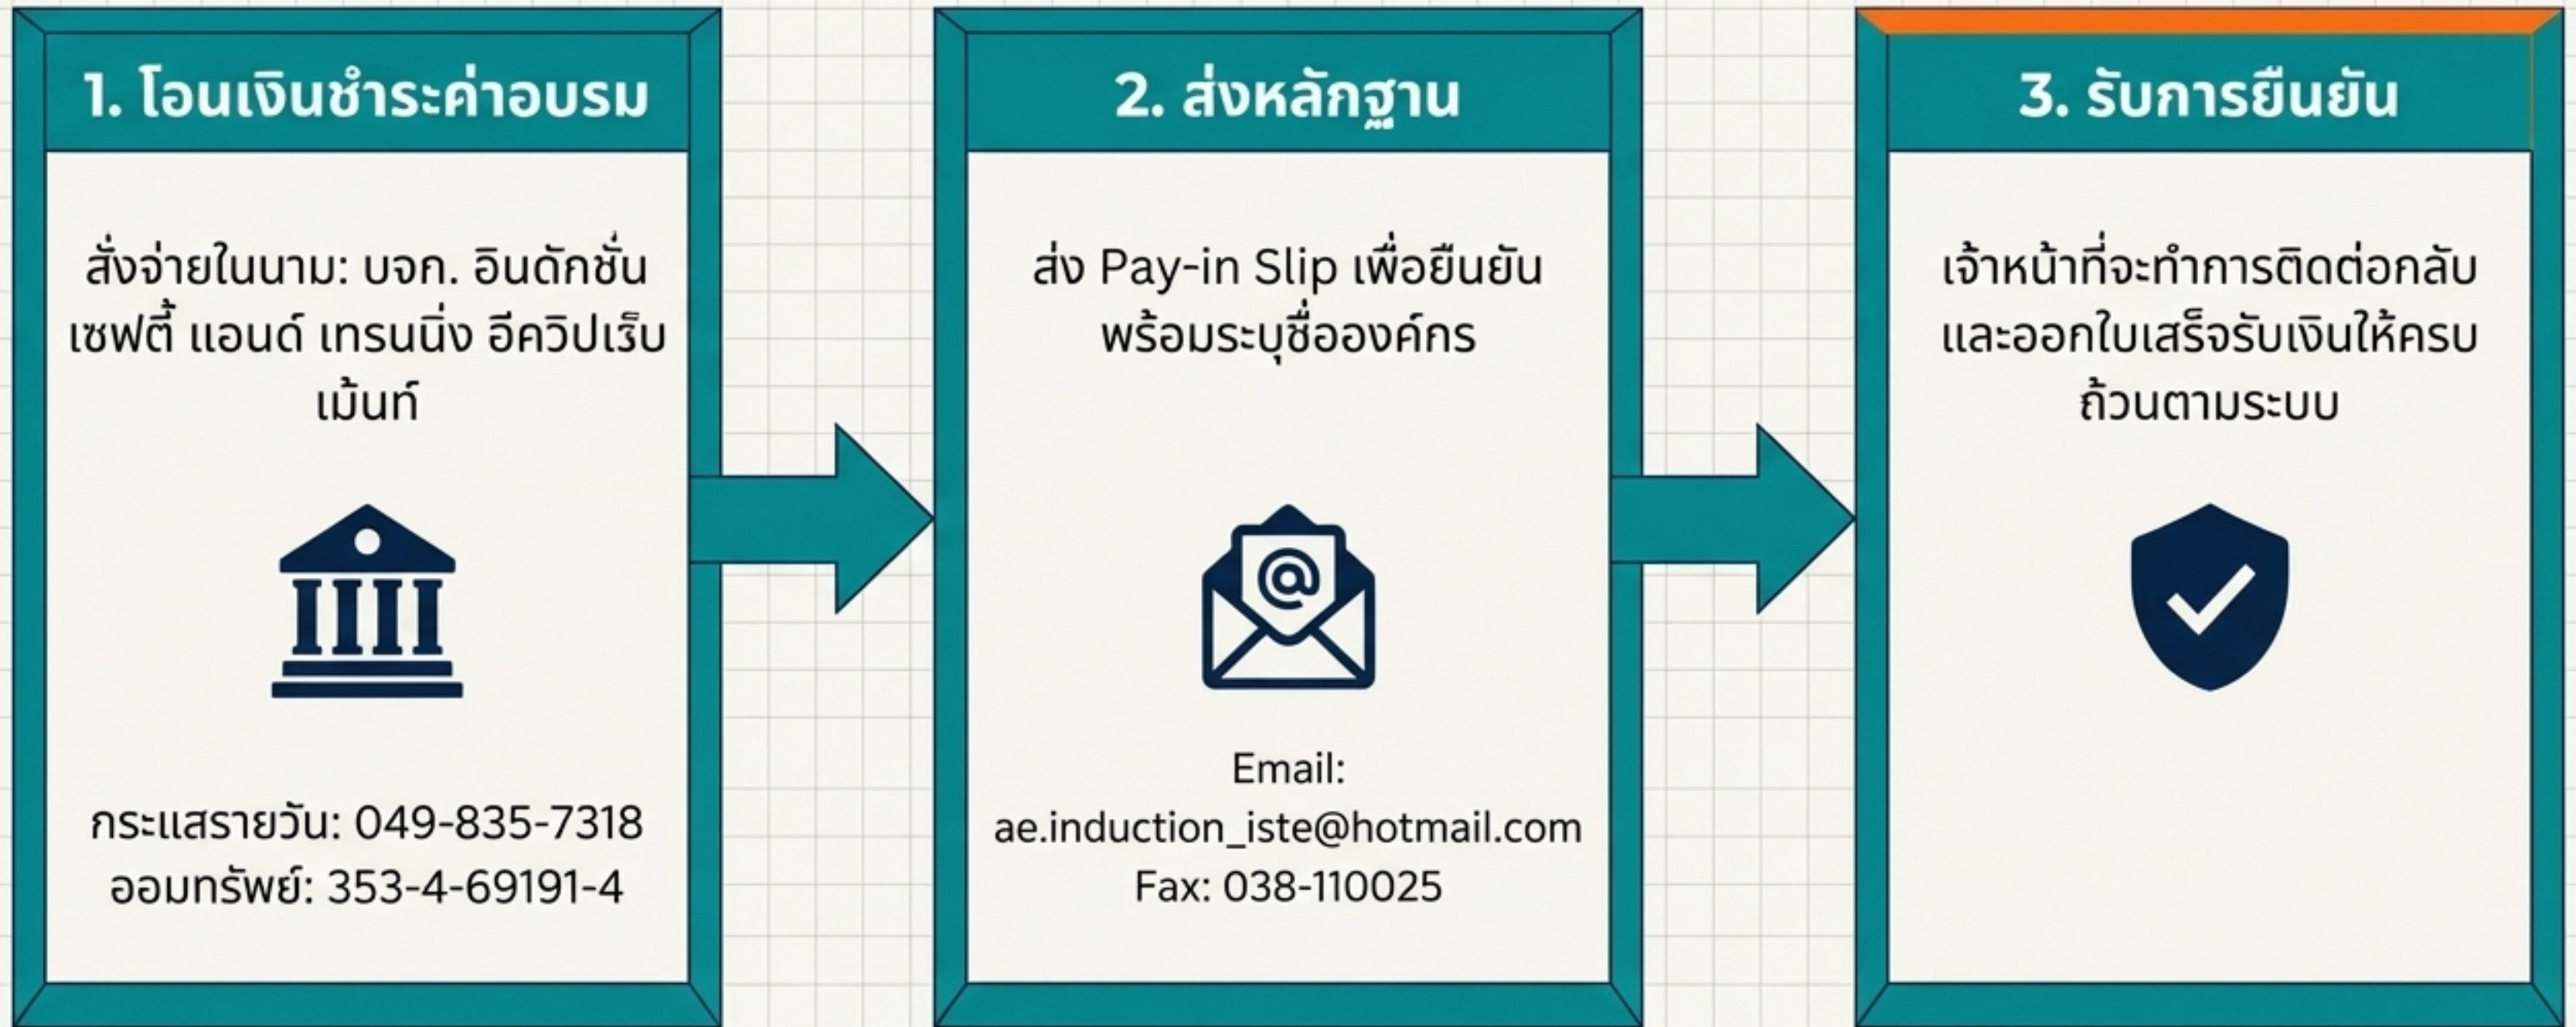 1. โอนเงินชำระค่าอบรม
สั่งจ่ายในนาม: บจก. อินดักชั่น
เซฟตี้ แอนด์ เทรนนิ่ง อีควิปเร็บ
เม้นท์
กระแสรายวัน: 049-835-7318
ออมทรัพย์: 353-4-69191-4
2. ส่งหลักฐาน
ส่ง Pay-in Slip เพื่อยืนยัน
พร้อมระบุชื่อองค์กร
Email:
ae.induction_iste@hotmail.com
Fax: 038-110025
3. รับการยืนยัน
เจ้าหน้าที่จะทำการติดต่อกลับ
และออกใบเสร็จรับเงินให้ครบ
ถ้วนตามระบบ